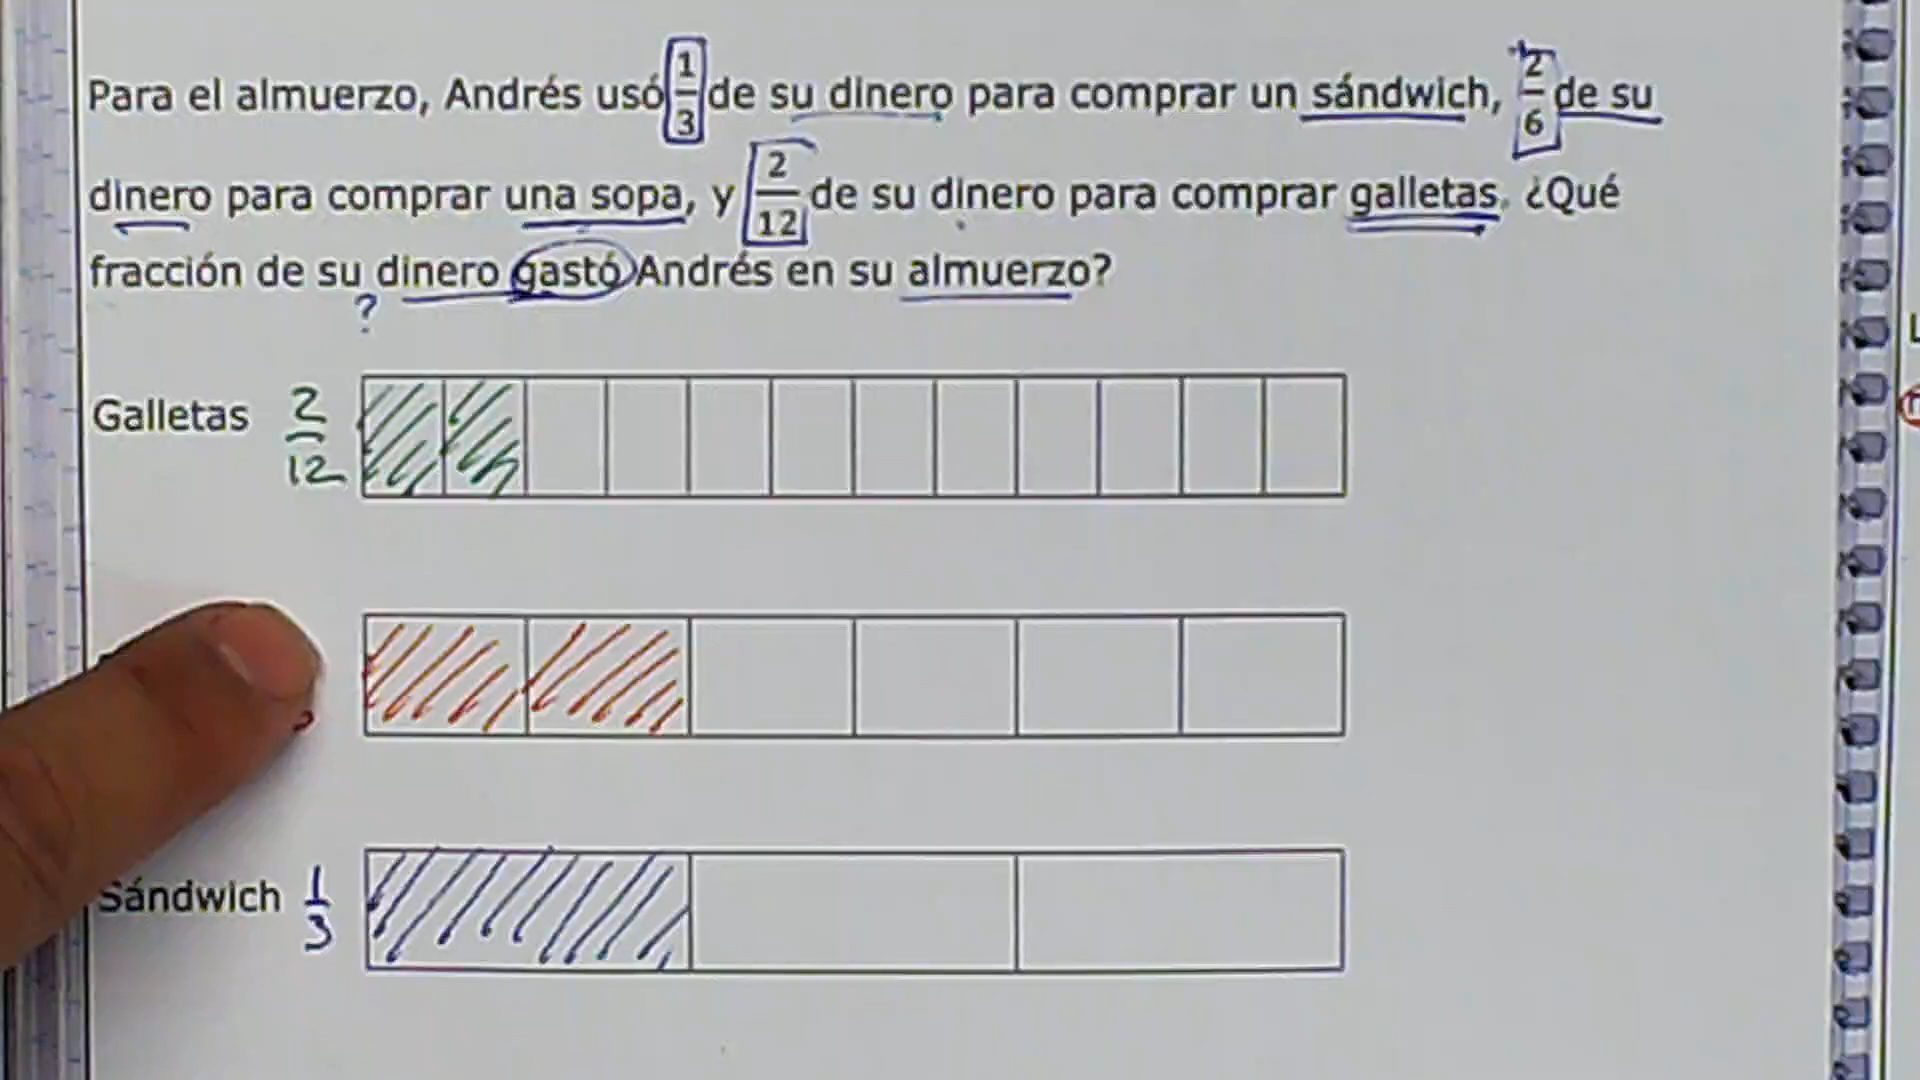 Para el almuerzo, Andrés usó 1/3 de su dinero para comprar un sándwich, 2/6 de su
dinero para comprar una sopa, y 2/12 de su dinero para comprar galletas. ¿Qué
fracción de su dinero gastó Andrés en su almuerzo?
?
Galletas 2/12
Sándwich 1/3